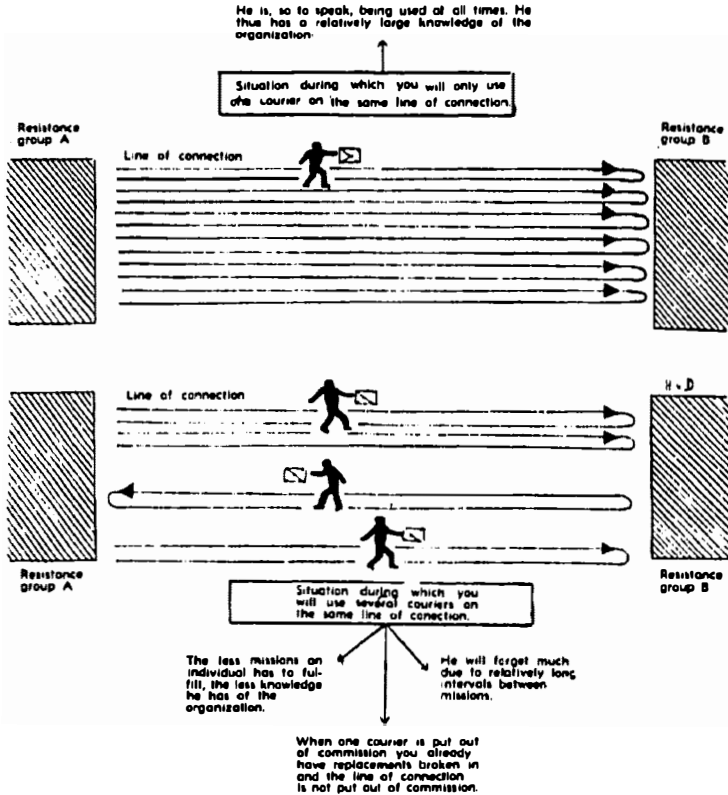 He is, so to speak, being used at all times. He
thus has a relatively large knowledge of the
organization.
Situation during which you will only use
one courier on the same line of connection.
Resistance
group A
Resistance
group B
Line of connection
Line of connection
Resistance
group A
Resistance
group B
Situation during which you
will use several couriers on
the same line of conection.
The less missions an
individual has to ful-
fill, the less knowledge
he has of the
organization.
He will forget much
due to relatively long
intervals between
missions.
When one courier is put out
of commission you already
have replacements broken in
and the line of connection
is not put out of commission.